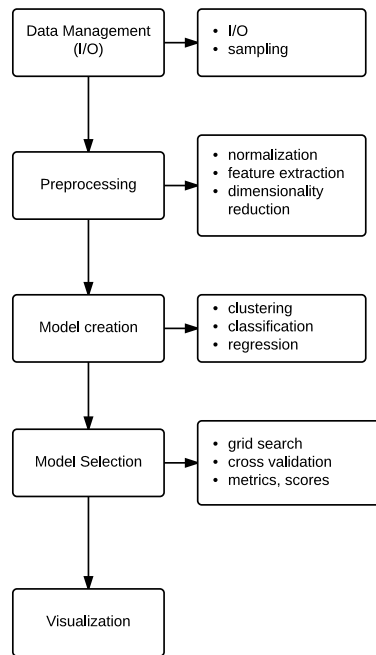 Data Management
(I/O)
• I/O
• sampling
Preprocessing
• normalization
• feature extraction
• dimensionality
reduction
Model creation
• clustering
• classification
• regression
Model Selection
• grid search
• cross validation
• metrics, scores
Visualization